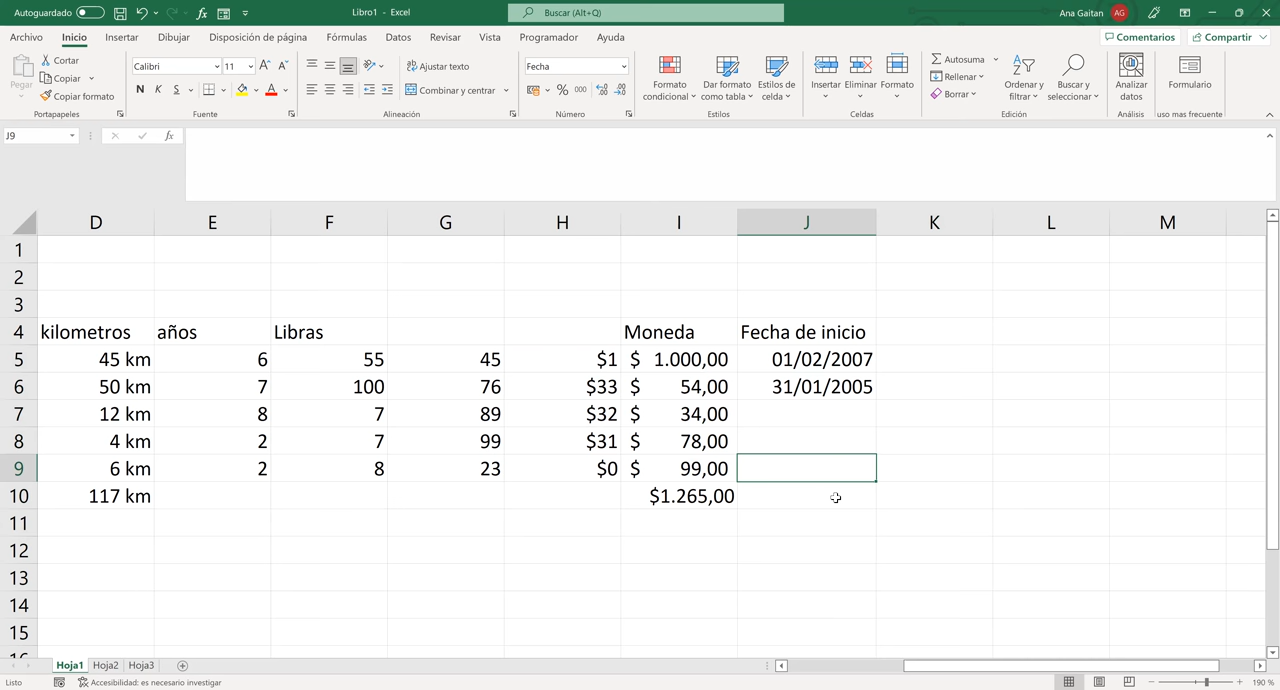 Autoguardado
Libro1 - Excel
Buscar (Alt+Q)
Ana Gaitan AG
Archivo Inicio Insertar Dibujar Disposición de página Fórmulas Datos Revisar Vista Programador Ayuda
Comentarios Compartir
Pegar
Cortar
Copiar
Copiar formato
Portapapeles
Calibri 11
N K S
Fuente
Ajustar texto
Combinar y centrar
Alineación
Fecha
% 000
Número
Formato condicional
Dar formato como tabla
Estilos de celda
Estilos
Insertar Eliminar Formato
Celdas
Autosuma
Rellenar
Borrar
Ordenar y filtrar
Buscar y seleccionar
Edición
Analizar datos
Análisis
Formulario
uso mas frecuente
J9 fx
D E F G H I J K L M
1
2
3
4 kilometros años Libras Moneda Fecha de inicio
5 45 km 6 55 45 $1 $ 1.000,00 01/02/2007
6 50 km 7 100 76 $33 $ 54,00 31/01/2005
7 12 km 8 7 89 $32 $ 34,00
8 4 km 2 7 99 $31 $ 78,00
9 6 km 2 8 23 $0 $ 99,00
10 117 km $1.265,00
11
12
13
14
15
Hoja1 Hoja2 Hoja3
Listo Accesibilidad: es necesario investigar 190 %